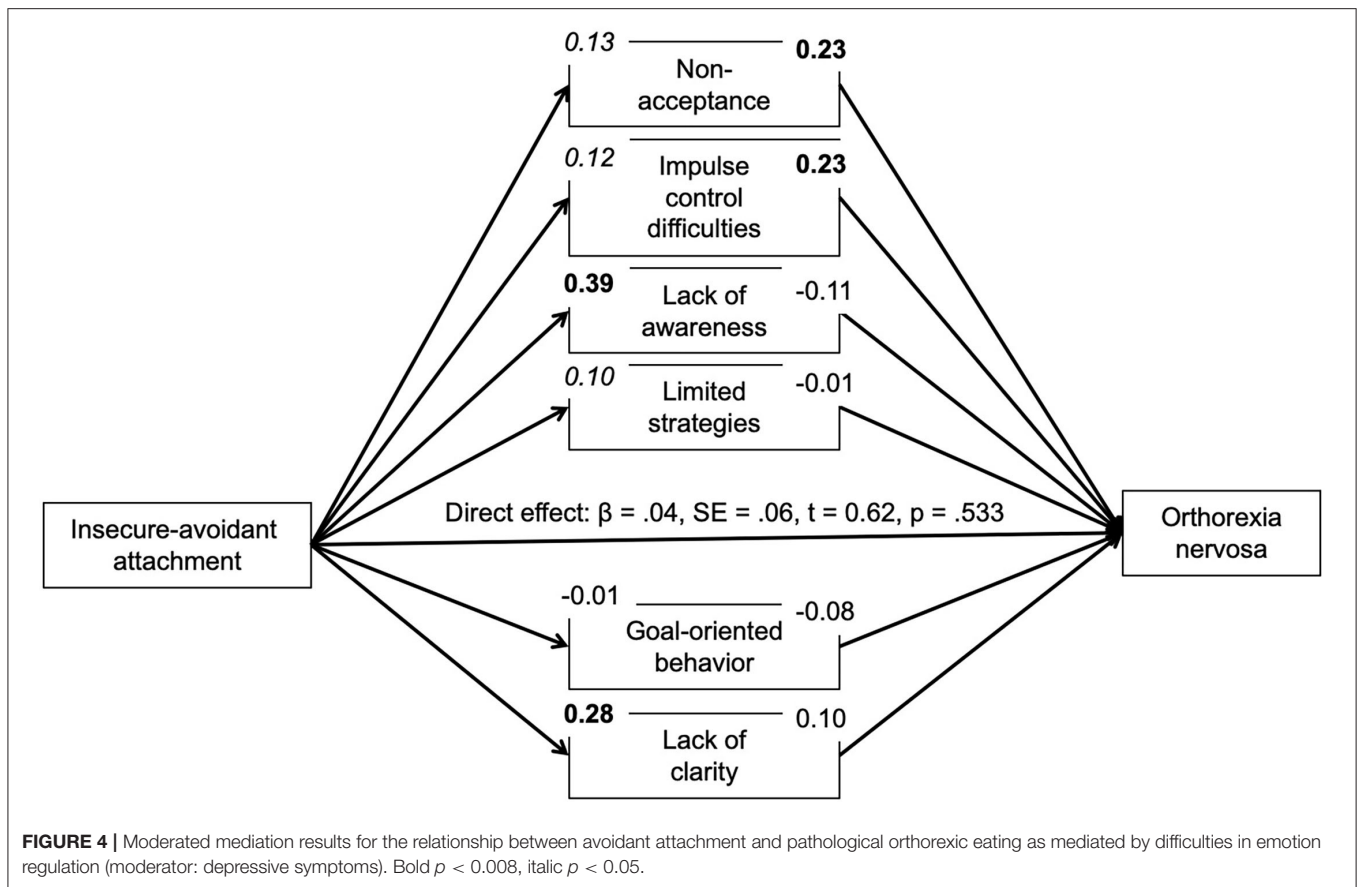 0.13
0.23
Non-
acceptance
0.12
0.23
Impulse
control
difficulties
0.39
-0.11
Lack of
awareness
0.10
-0.01
Limited
strategies
Direct effect: β = .04, SE = .06, t = 0.62, p = .533
Insecure-avoidant
attachment
Orthorexia
nervosa
-0.01
-0.08
Goal-oriented
behavior
0.28
0.10
Lack of
clarity
FIGURE 4 | Moderated mediation results for the relationship between avoidant attachment and pathological orthorexic eating as mediated by difficulties in emotion
regulation (moderator: depressive symptoms). Bold p < 0.008, italic p < 0.05.